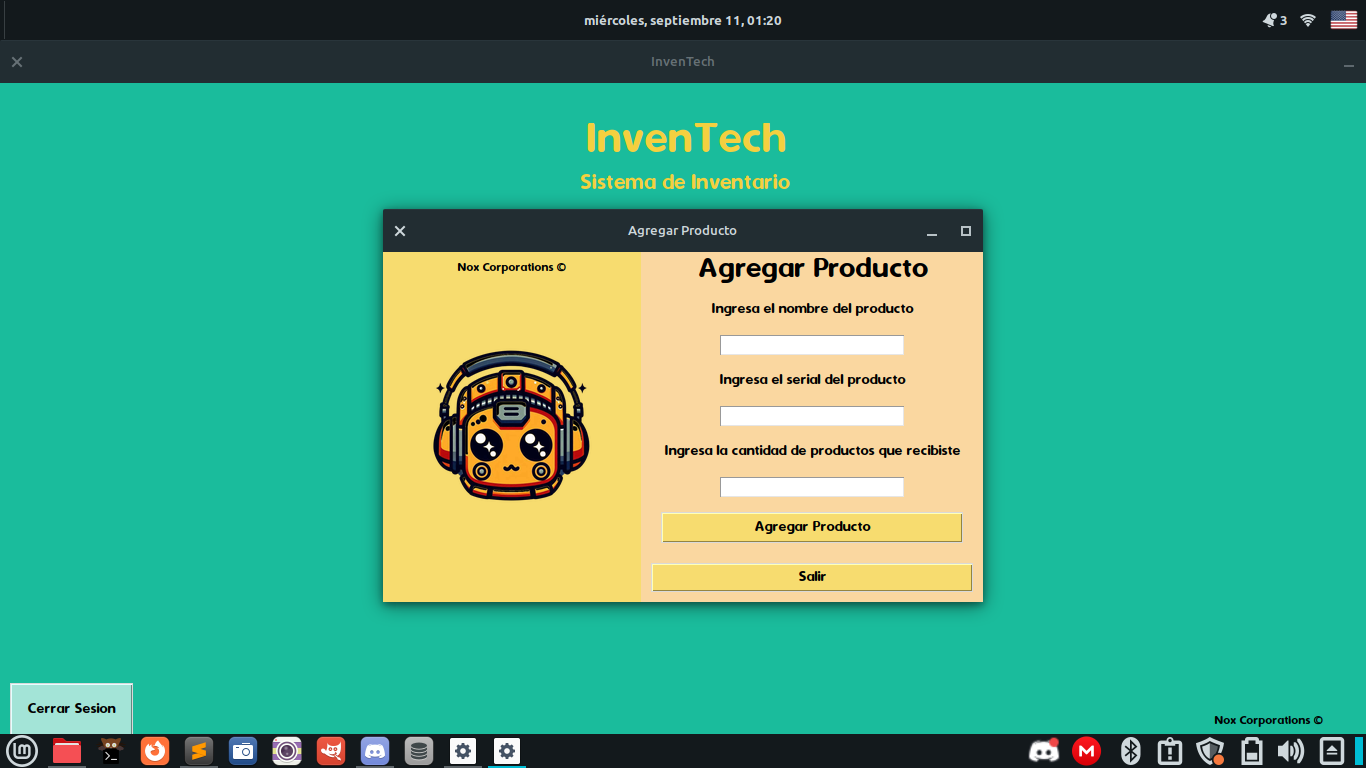 miércoles, septiembre 11, 01:20
3
InvenTech
InvenTech
Sistema de Inventario
Agregar Producto
Nox Corporations ©
Agregar Producto
Ingresa el nombre del producto
Ingresa el serial del producto
Ingresa la cantidad de productos que recibiste
Agregar Producto
Salir
Cerrar Sesion
Nox Corporations ©